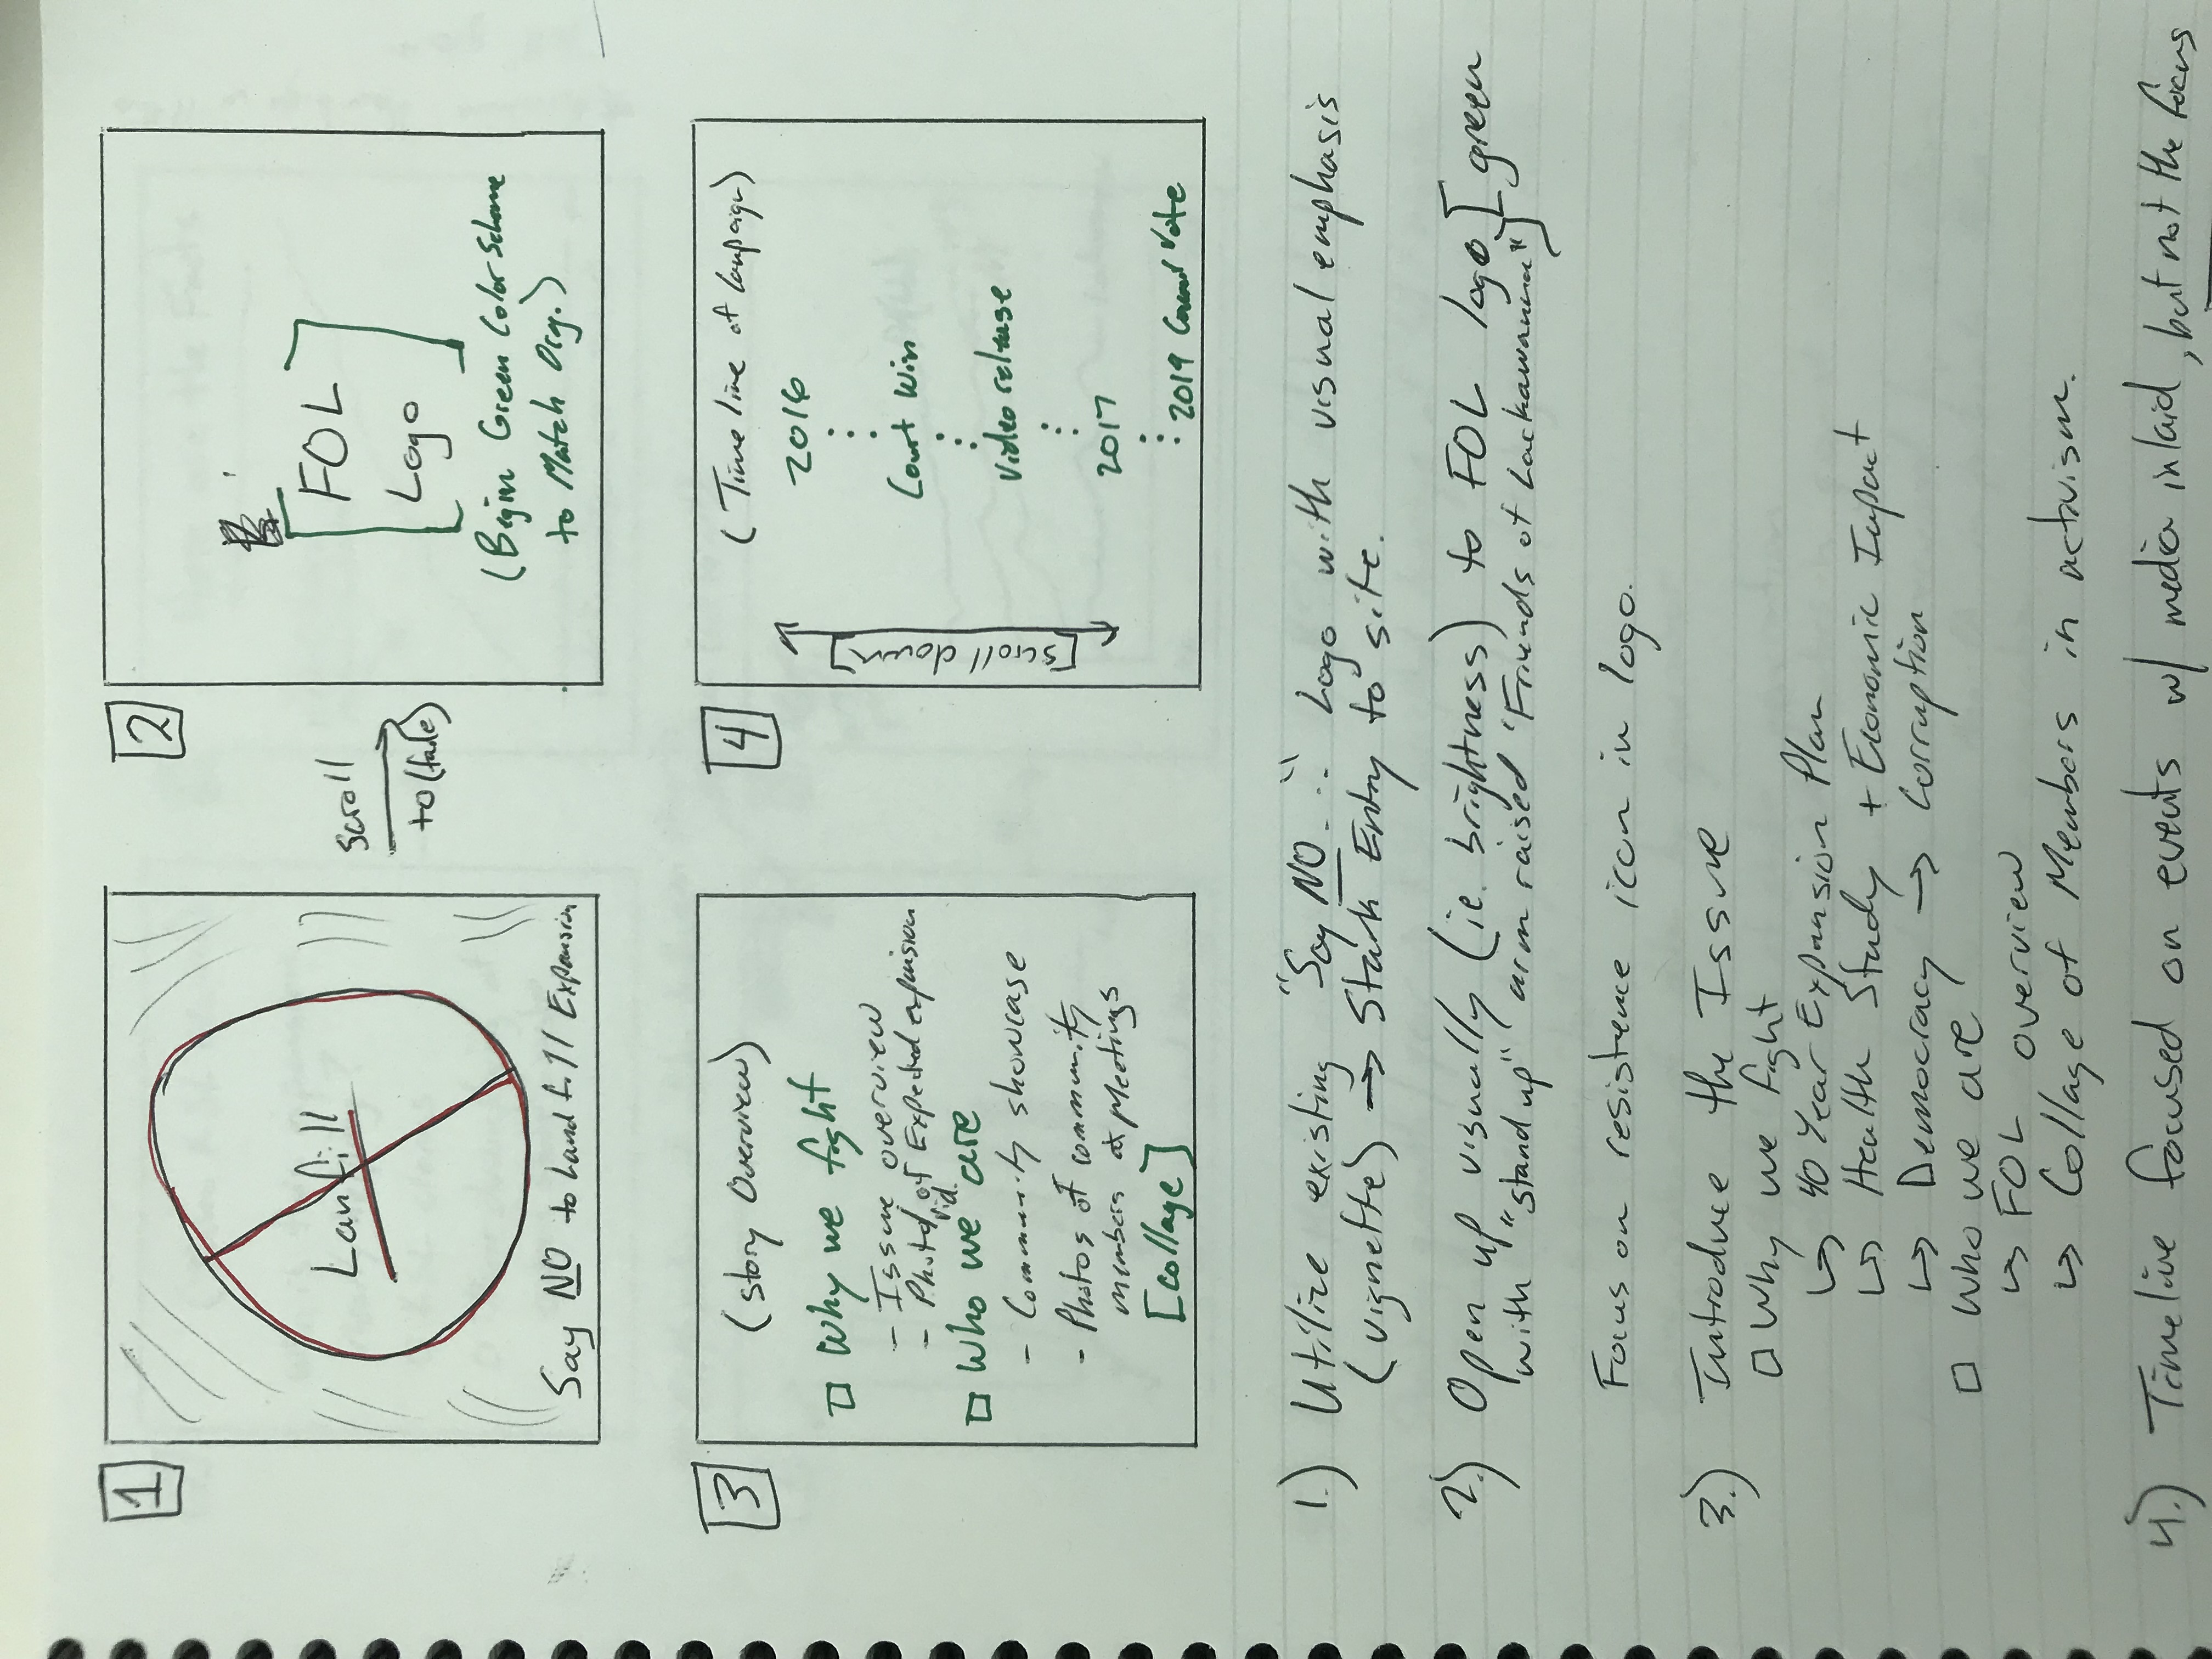 1
Lanfill
Say NO to Landfill Expansion
scroll
to (fade)
2
FOL
Logo
(Begin Green Color Scheme
to Match Org.)
3
(story Overview)
Why we fight
- Issue overview
- Photo/vid. of Expected expansion
Who we are
- Community showcase
- Photos of community
members at Meetings
[collage]
4
(Timeline of Campaign)
[scroll down]
2016
Court Win
Video release
2017
2019 Council Vote
1.) Utilize existing "Say NO..." Logo with visual emphasis
(vignette) → Stark Entry to site.
2.) Open up visually (ie. brightness) to FOL logo [green
with "stand up" arm raised 'Friends of Lackawanna"]
Focus on resistence icon in logo.
3.) Introduce the Issue
Why we fight
↳ 40 Year Expansion Plan
↳ Health Study + Economic Impact
↳ Democracy → Corruption
Who we are
↳ FOL overview
↳ Collage of Members in activism.
4.) Timeline focused on events w/ media inlaid, but not the focus